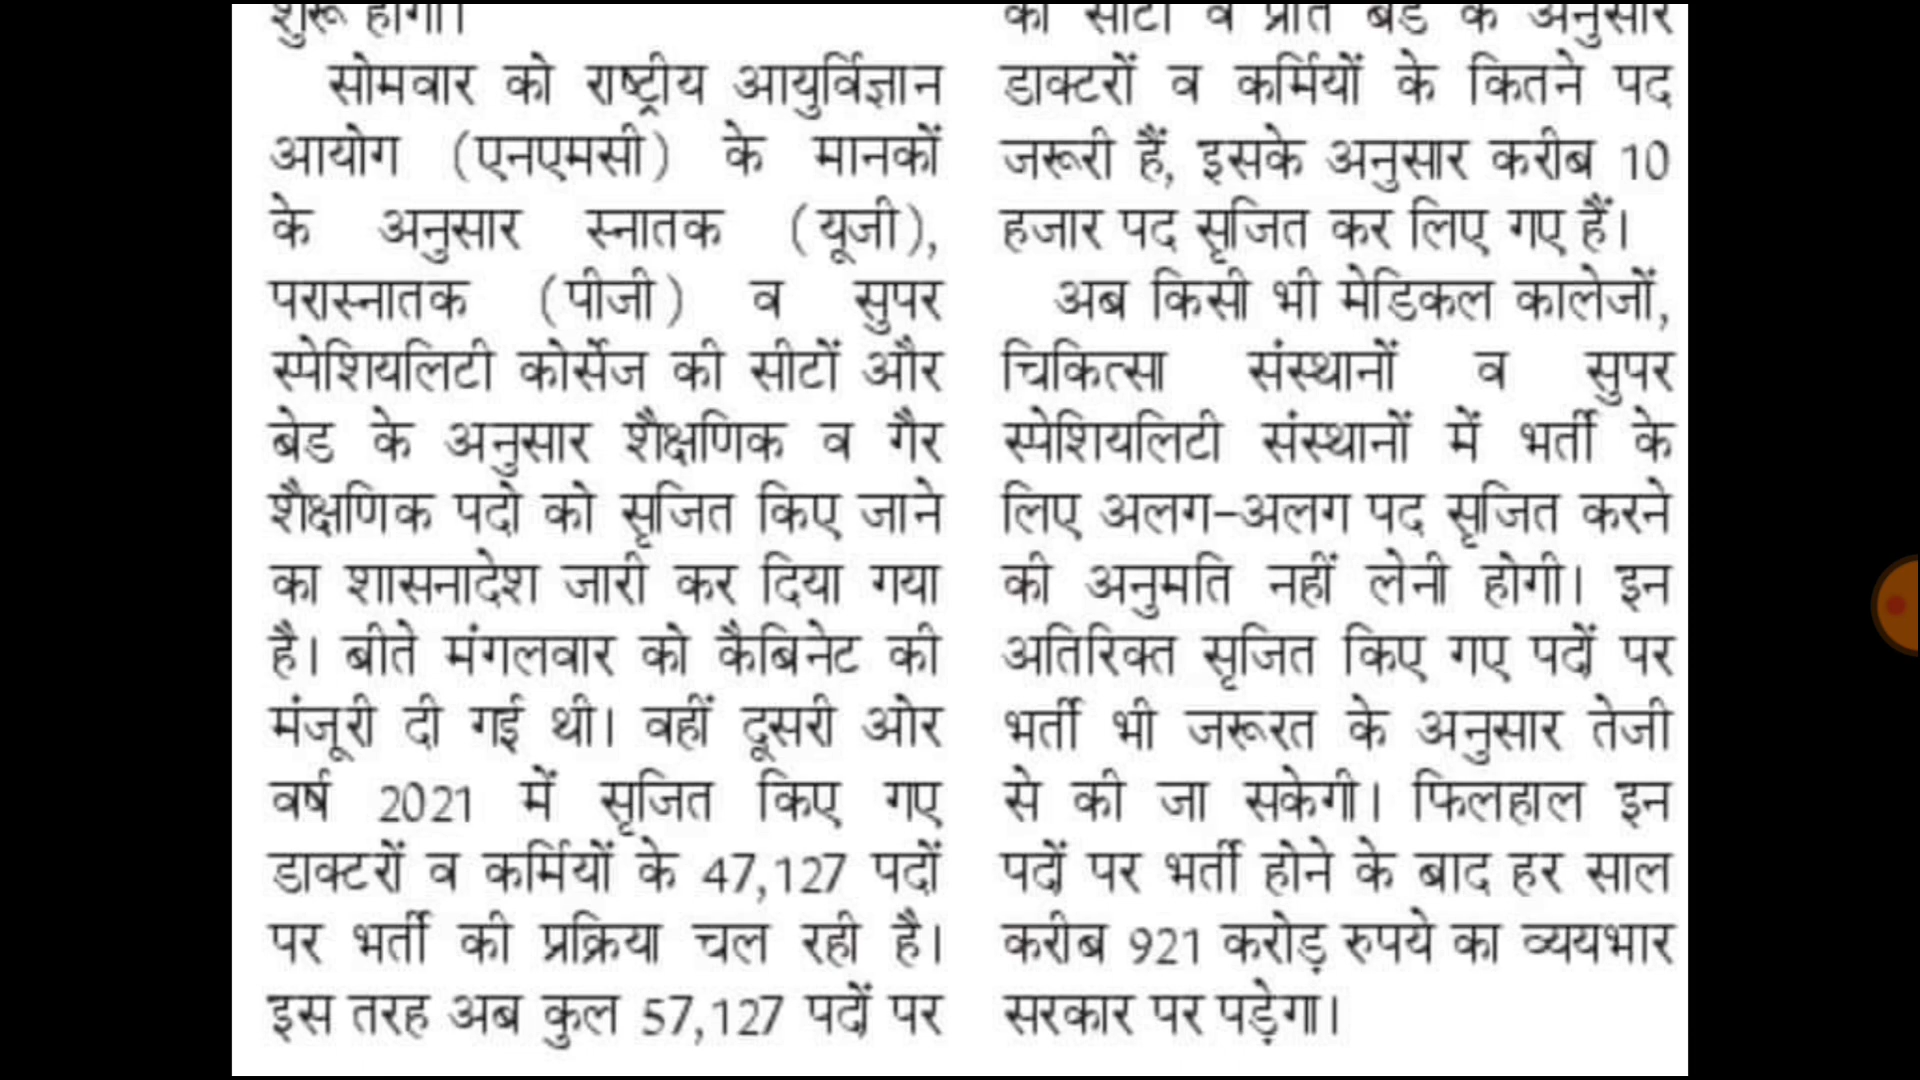 शुरू होगी।
सोमवार को राष्ट्रीय आयुर्विज्ञान
आयोग (एनएमसी) के मानकों
के अनुसार स्नातक (यूजी),
परास्नातक (पीजी) व सुपर
स्पेशियलिटी कोर्सेज की सीटों और
बेड के अनुसार शैक्षणिक व गैर
शैक्षणिक पदों को सृजित किए जाने
का शासनादेश जारी कर दिया गया
है। बीते मंगलवार को कैबिनेट की
मंजूरी दी गई थी। वहीं दूसरी ओर
वर्ष 2021 में सृजित किए गए
डाक्टरों व कर्मियों के 47,127 पदों
पर भर्ती की प्रक्रिया चल रही है।
इस तरह अब कुल 57,127 पदों पर
की सीटों व प्रति बेड के अनुसार
डाक्टरों व कर्मियों के कितने पद
जरूरी हैं, इसके अनुसार करीब 10
हजार पद सृजित कर लिए गए हैं।
अब किसी भी मेडिकल कालेजों,
चिकित्सा संस्थानों व सुपर
स्पेशियलिटी संस्थानों में भर्ती के
लिए अलग-अलग पद सृजित करने
की अनुमति नहीं लेनी होगी। इन
अतिरिक्त सृजित किए गए पदों पर
भर्ती भी जरूरत के अनुसार तेजी
से की जा सकेगी। फिलहाल इन
पदों पर भर्ती होने के बाद हर साल
करीब 921 करोड़ रुपये का व्ययभार
सरकार पर पड़ेगा।